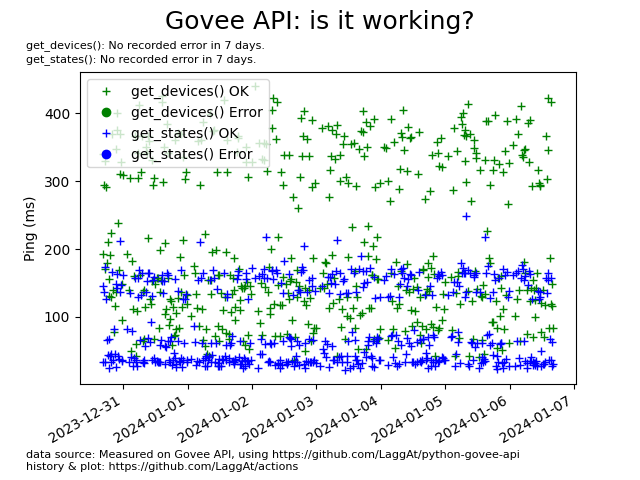 Govee API: is it working?
get_devices(): No recorded error in 7 days.
get_states(): No recorded error in 7 days.
get_devices() OK
get_devices() Error
get_states() OK
get_states() Error
400
300
200
100
Ping (ms)
2023-12-31
2024-01-01
2024-01-02
2024-01-03
2024-01-04
2024-01-05
2024-01-06
2024-01-07
data source: Measured on Govee API, using https://github.com/LaggAt/python-govee-api
history & plot: https://github.com/LaggAt/actions